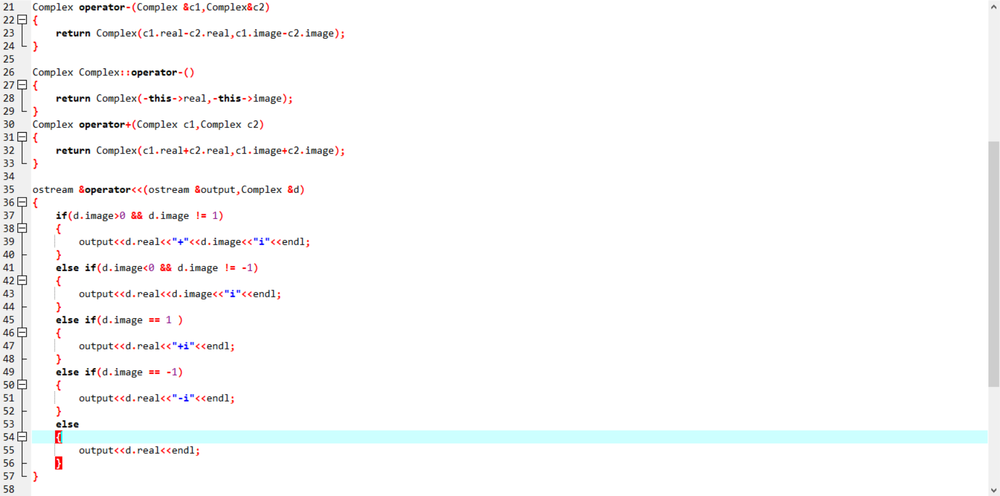 21 Complex operator-(Complex &c1,Complex&c2)
22 {
23 return Complex(c1.real-c2.real,c1.image-c2.image);
24 }
25
26 Complex Complex::operator-()
27 {
28 return Complex(-this->real,-this->image);
29 }
30 Complex operator+(Complex c1,Complex c2)
31 {
32 return Complex(c1.real+c2.real,c1.image+c2.image);
33 }
34
35 ostream &operator<<(ostream &output,Complex &d)
36 {
37 if(d.image>0 && d.image != 1)
38 {
39 output<<d.real<<"+"<<d.image<<"i"<<endl;
40 }
41 else if(d.image<0 && d.image != -1)
42 {
43 output<<d.real<<d.image<<"i"<<endl;
44 }
45 else if(d.image == 1 )
46 {
47 output<<d.real<<"+i"<<endl;
48 }
49 else if(d.image == -1)
50 {
51 output<<d.real<<"-i"<<endl;
52 }
53 else
54 {
55 output<<d.real<<endl;
56 }
57 }
58